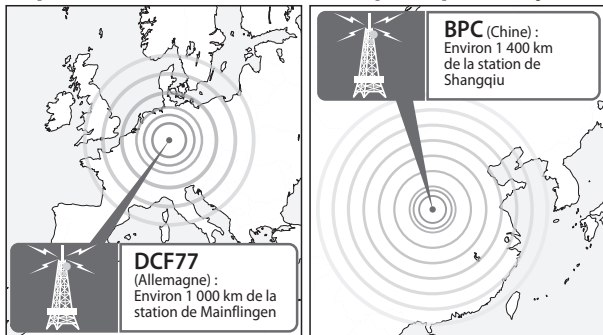 DCF77
(Allemagne) :
Environ 1 000 km de la
station de Mainflingen
BPC (Chine) :
Environ 1 400 km
de la station de
Shangqiu